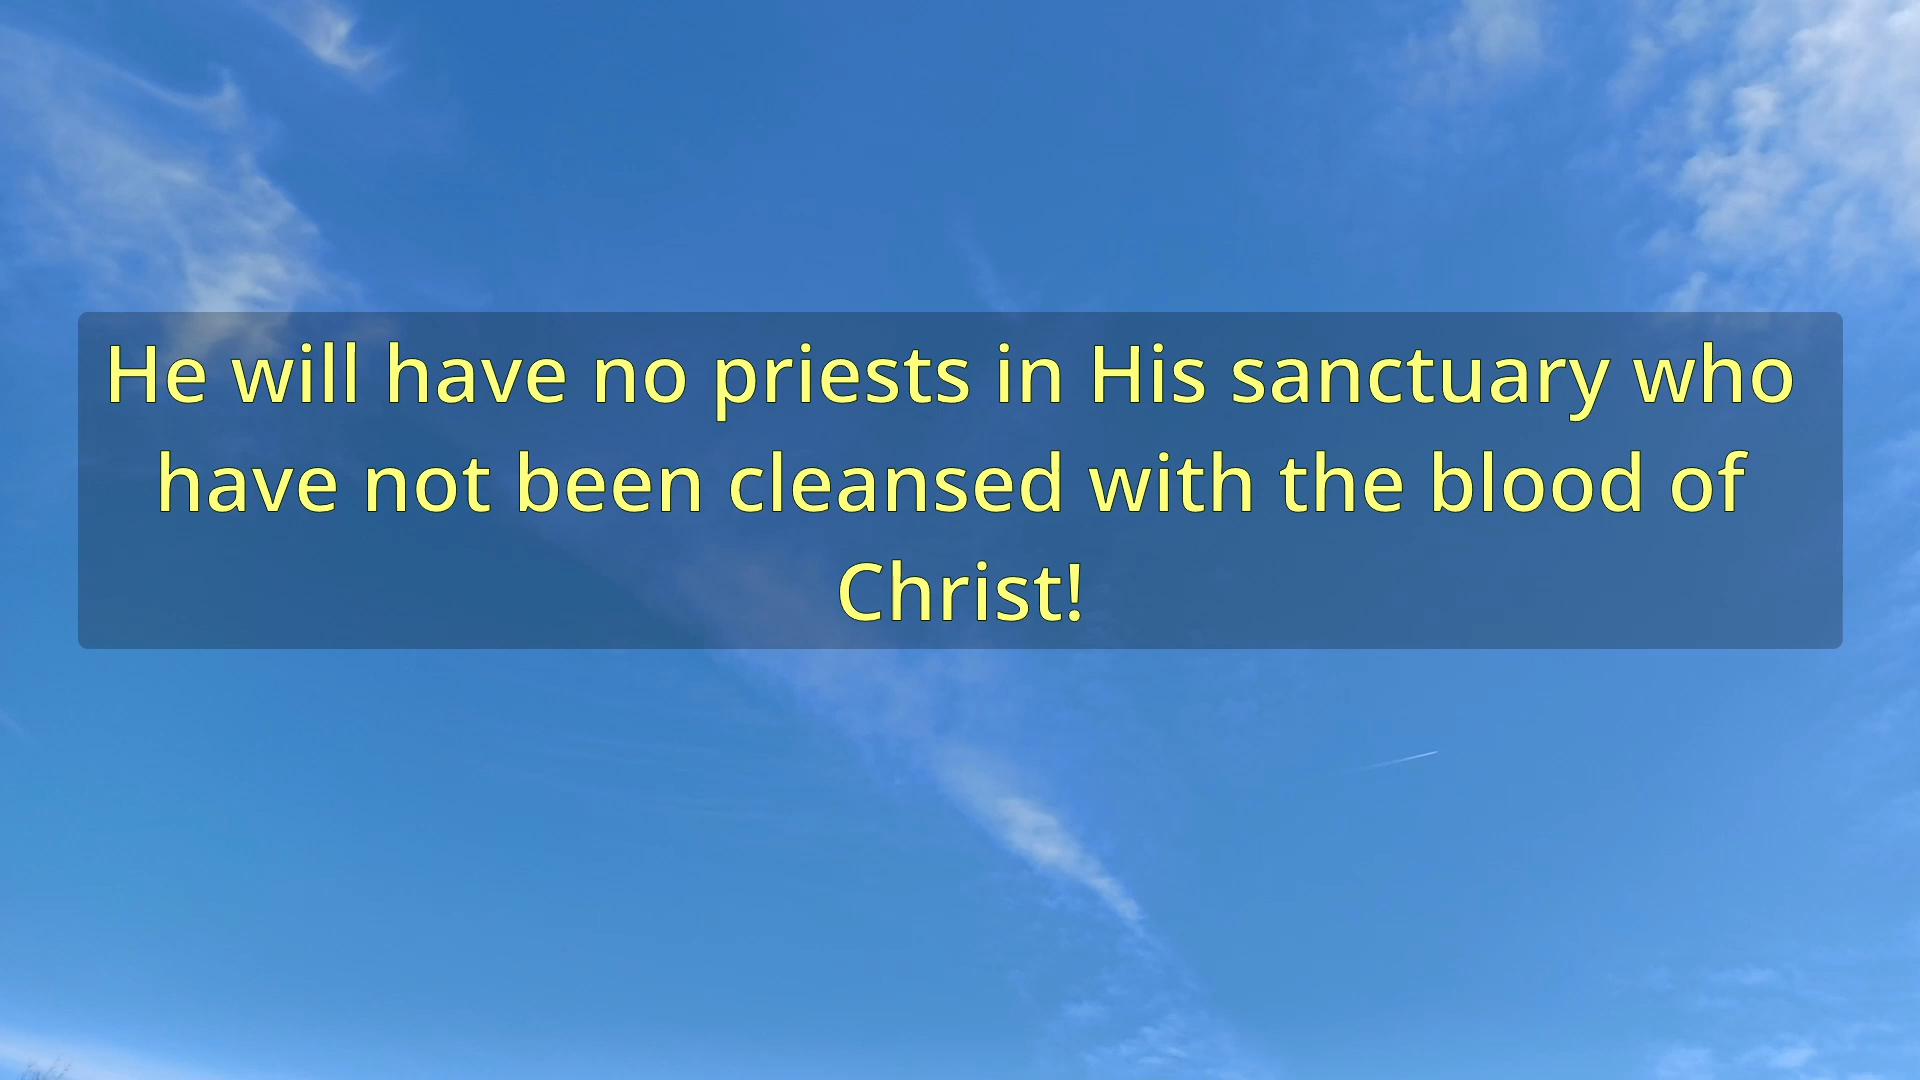 He will have no priests in His sanctuary who
have not been cleansed with the blood of
Christ!